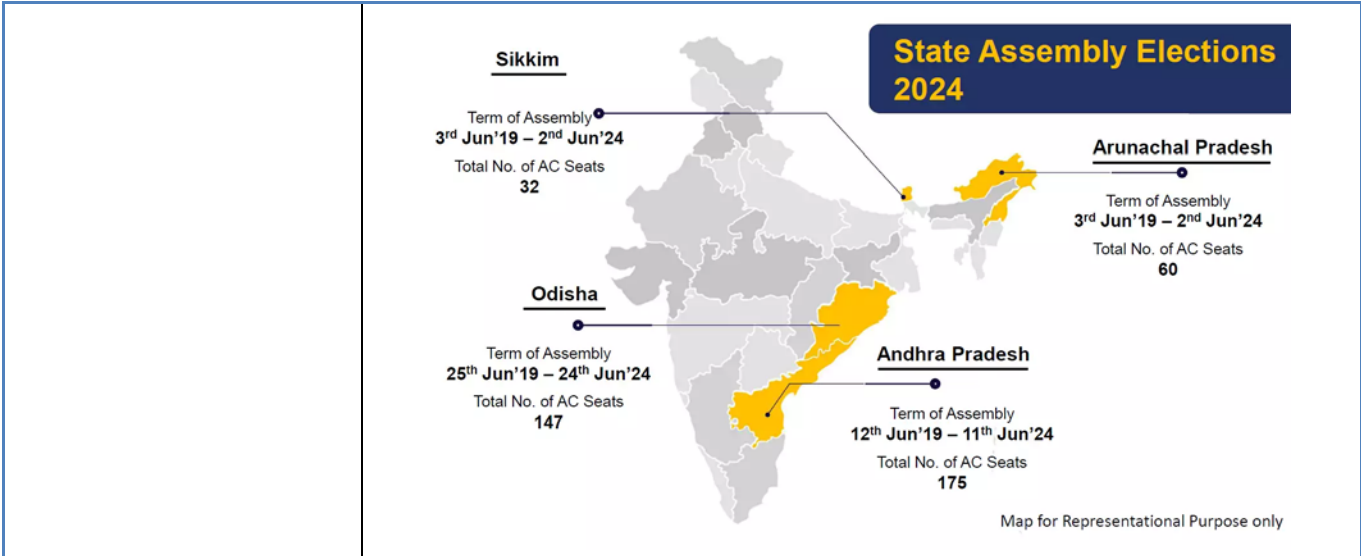 State Assembly Elections
2024
Sikkim
Term of Assembly
3rd Jun'19 – 2nd Jun'24
Total No. of AC Seats
32
Arunachal Pradesh
Term of Assembly
3rd Jun'19 – 2nd Jun'24
Total No. of AC Seats
60
Odisha
Term of Assembly
25th Jun'19 – 24th Jun'24
Total No. of AC Seats
147
Andhra Pradesh
Term of Assembly
12th Jun'19 – 11th Jun'24
Total No. of AC Seats
175
Map for Representational Purpose only